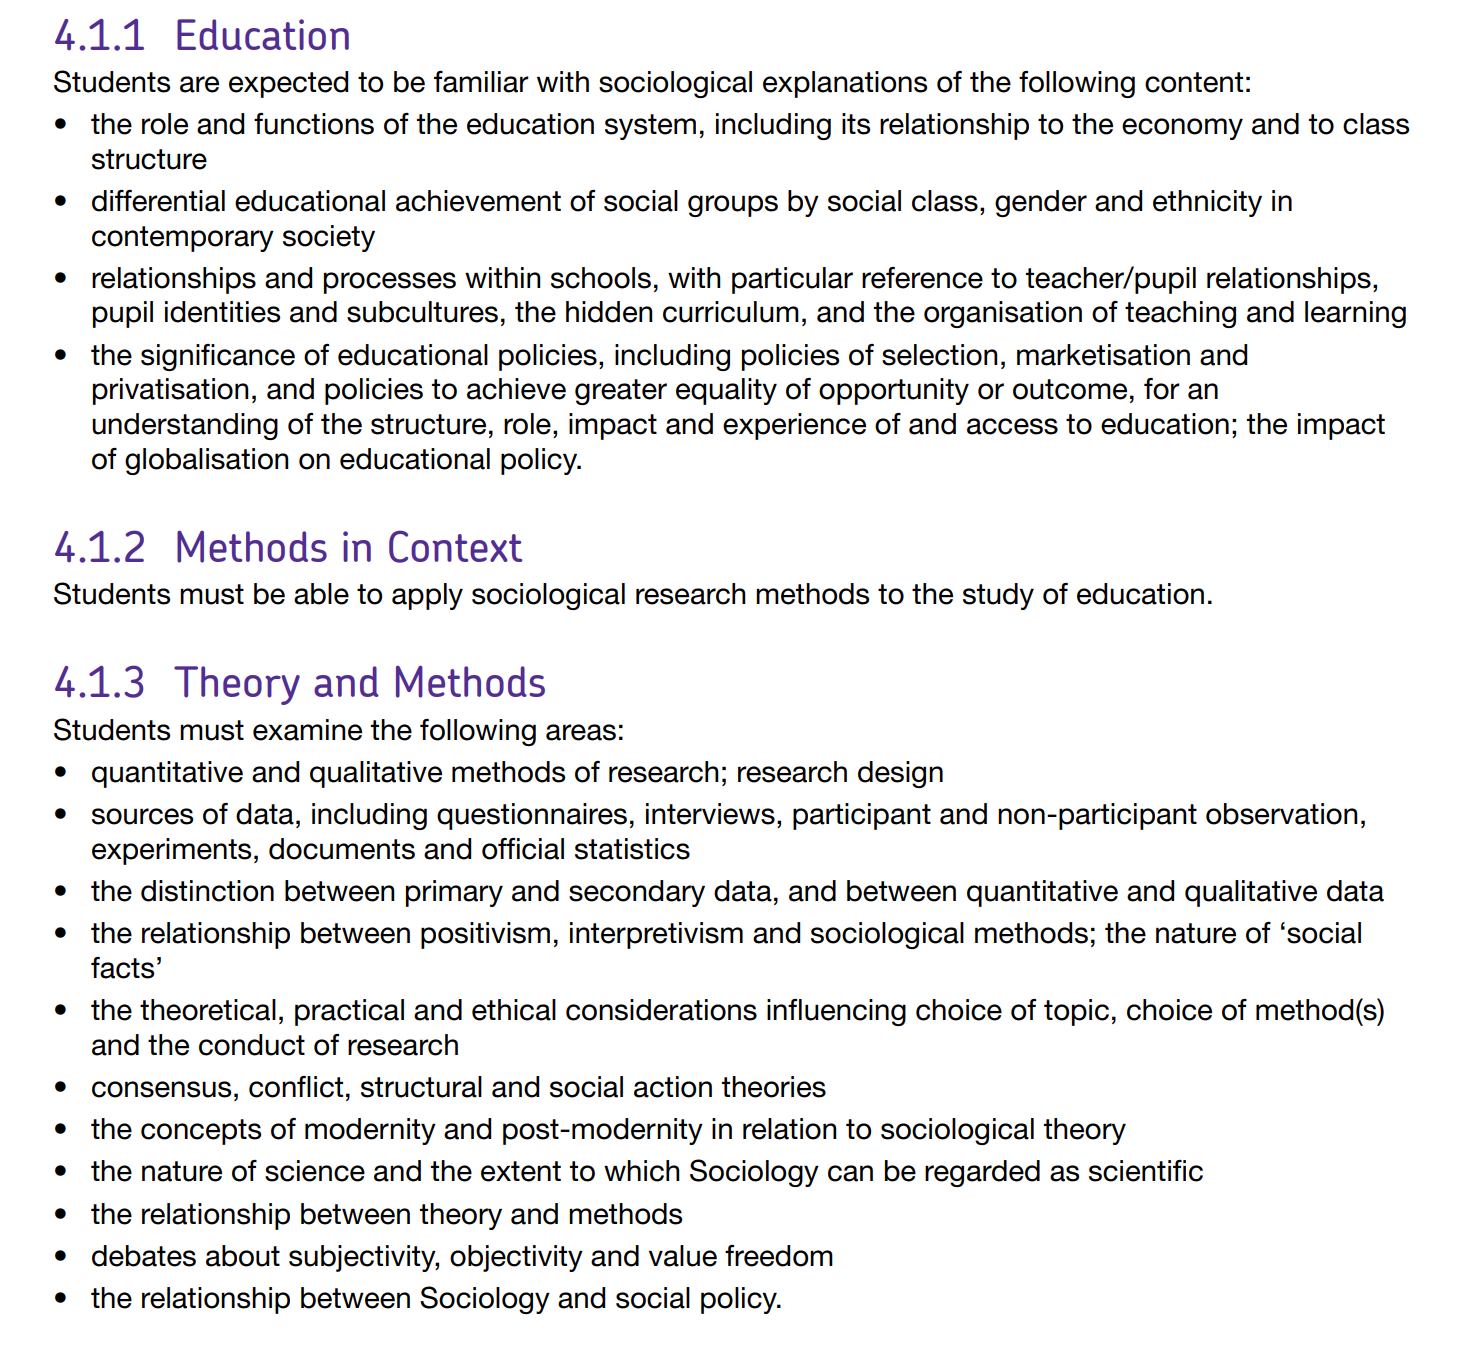 4.1.1 Education
Students are expected to be familiar with sociological explanations of the following content:
• the role and functions of the education system, including its relationship to the economy and to class
structure
• differential educational achievement of social groups by social class, gender and ethnicity in
contemporary society
• relationships and processes within schools, with particular reference to teacher/pupil relationships,
pupil identities and subcultures, the hidden curriculum, and the organisation of teaching and learning
• the significance of educational policies, including policies of selection, marketisation and
privatisation, and policies to achieve greater equality of opportunity or outcome, for an
understanding of the structure, role, impact and experience of and access to education; the impact
of globalisation on educational policy.
4.1.2 Methods in Context
Students must be able to apply sociological research methods to the study of education.
4.1.3 Theory and Methods
Students must examine the following areas:
• quantitative and qualitative methods of research; research design
• sources of data, including questionnaires, interviews, participant and non-participant observation,
experiments, documents and official statistics
• the distinction between primary and secondary data, and between quantitative and qualitative data
• the relationship between positivism, interpretivism and sociological methods; the nature of ‘social
facts’
• the theoretical, practical and ethical considerations influencing choice of topic, choice of method(s)
and the conduct of research
• consensus, conflict, structural and social action theories
• the concepts of modernity and post-modernity in relation to sociological theory
• the nature of science and the extent to which Sociology can be regarded as scientific
• the relationship between theory and methods
• debates about subjectivity, objectivity and value freedom
• the relationship between Sociology and social policy.